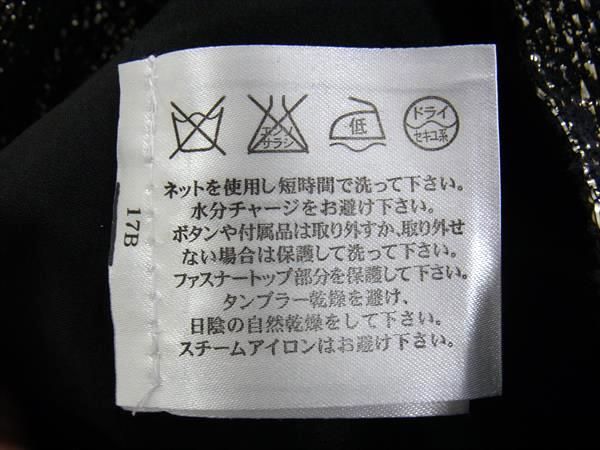 エンソ
サラシ
低
ドライ
セキユ系
ネットを使用し短時間で洗って下さい。
水分チャージをお避け下さい。
ボタンや付属品は取り外すか、取り外せ
ない場合は保護して洗って下さい。
ファスナートップ部分を保護して下さい。
タンブラー乾燥を避け、
日陰の自然乾燥をして下さい。
スチームアイロンはお避け下さい。
17B